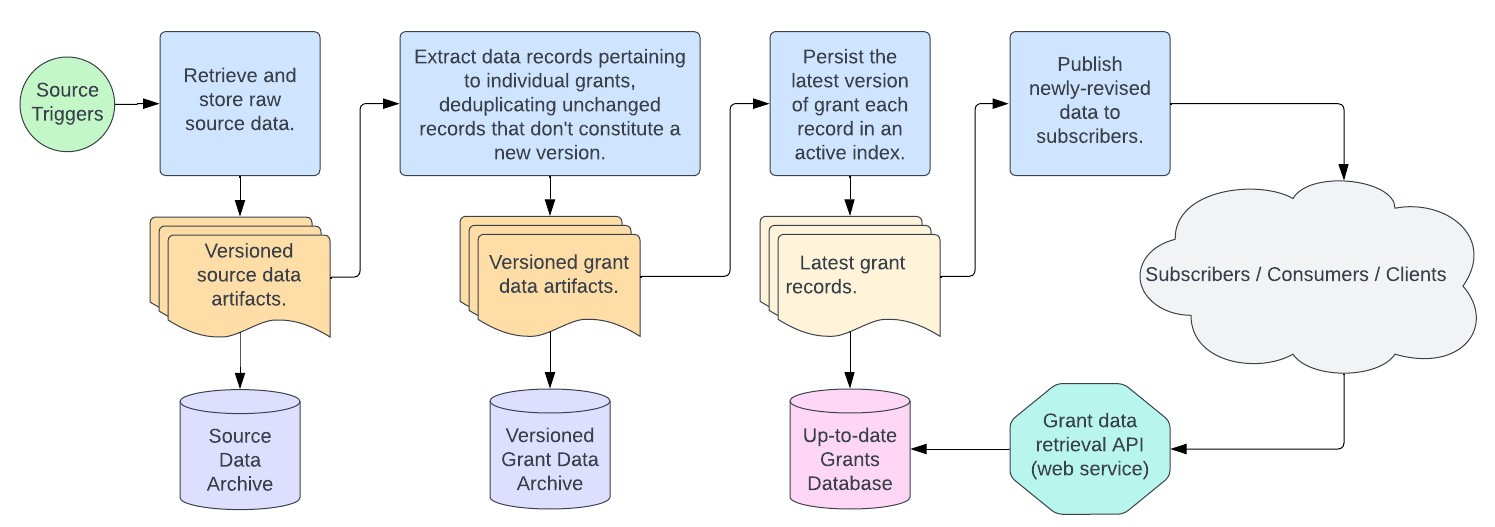 Source
Triggers
Retrieve and
store raw
source data.
Extract data records pertaining
to individual grants,
deduplicating unchanged
records that don't constitute a
new version.
Persist the
latest version
of grant each
record in an
active index.
Publish
newly-revised
data to
subscribers.
Versioned
source data
artifacts.
Versioned grant
data artifacts.
Latest grant
records.
Subscribers / Consumers / Clients
Source
Data
Archive
Versioned
Grant Data
Archive
Up-to-date
Grants
Database
Grant data
retrieval API
(web service)